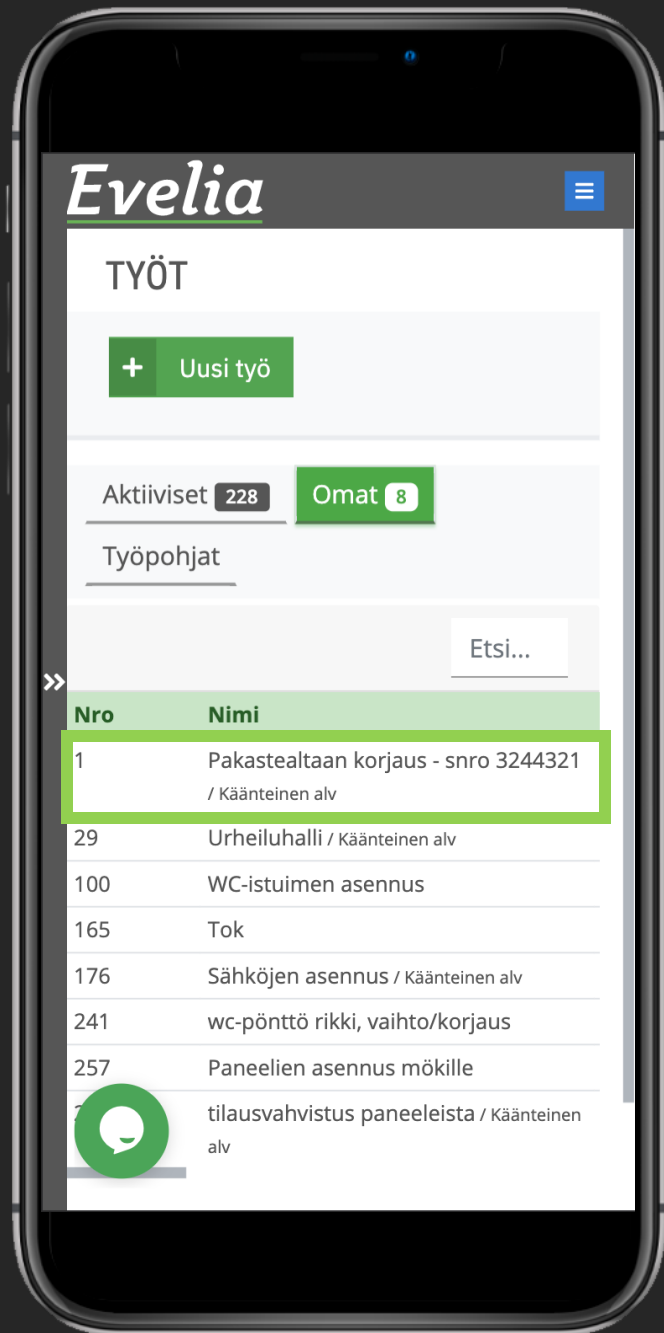 Evelia
TYÖT
+ Uusi työ
Aktiiviset 228 Omat 8
Työpohjat
Etsi...
Nro Nimi
1 Pakastealtaan korjaus - snro 3244321
/ Käänteinen alv
29 Urheiluhalli / Käänteinen alv
100 WC-istuimen asennus
165 Tok
176 Sähköjen asennus / Käänteinen alv
241 wc-pönttö rikki, vaihto/korjaus
257 Paneelien asennus mökille
tilausvahvistus paneeleista / Käänteinen
alv